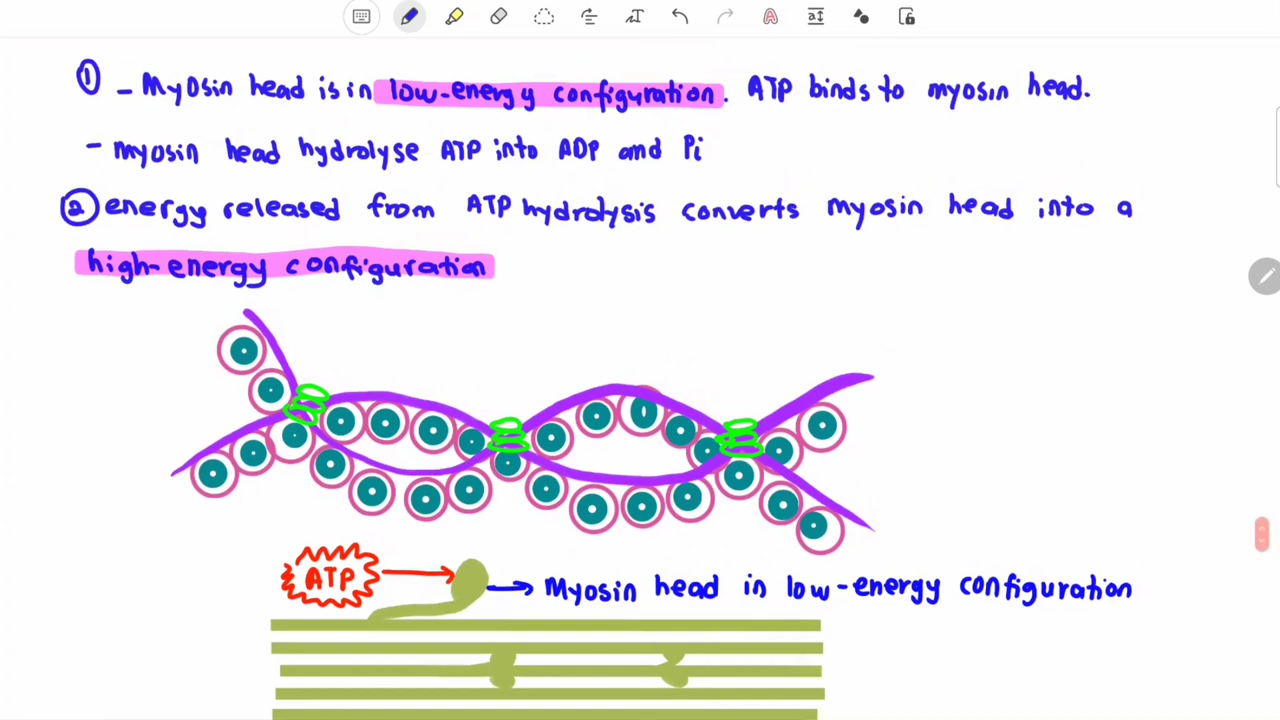 ① - Myosin head is in low-energy configuration. ATP binds to myosin head.
- myosin head hydrolyse ATP into ADP and Pi
② energy released from ATP hydrolysis converts myosin head into a
high-energy configuration
ATP → Myosin head in low-energy configuration